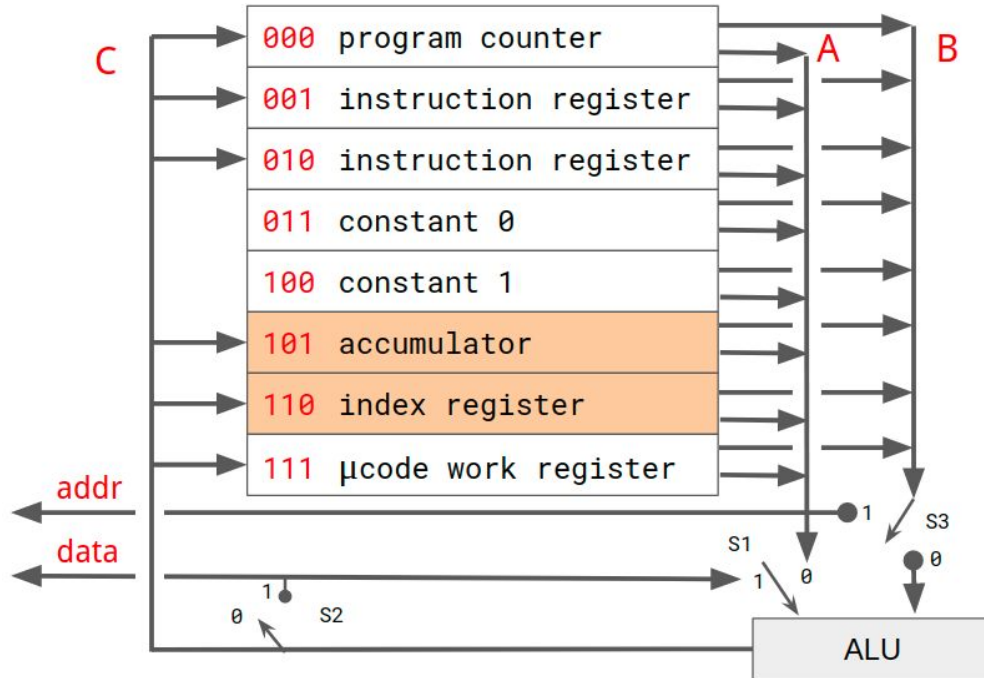 C
A
B
000 program counter
001 instruction register
010 instruction register
011 constant 0
100 constant 1
101 accumulator
110 index register
111 μcode work register
addr
1
S3
data
S1
0
1
0
1
S2
0
ALU